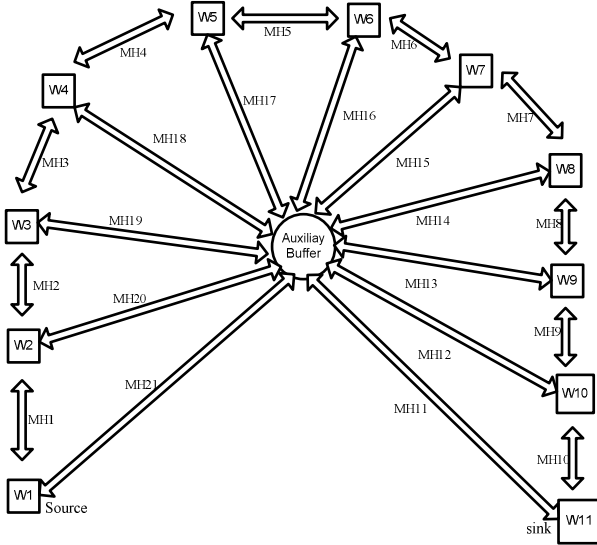 W5
W6
MH5
MH4
MH6
W7
W4
MH17
MH16
MH7
MH18
MH15
MH3
W8
W3
MH19
MH14
MH8
Auxiliay
Buffer
W9
MH2
MH20
MH13
MH9
W2
MH12
MH21
W10
MH11
MH1
MH10
W1
Source
sink
W11